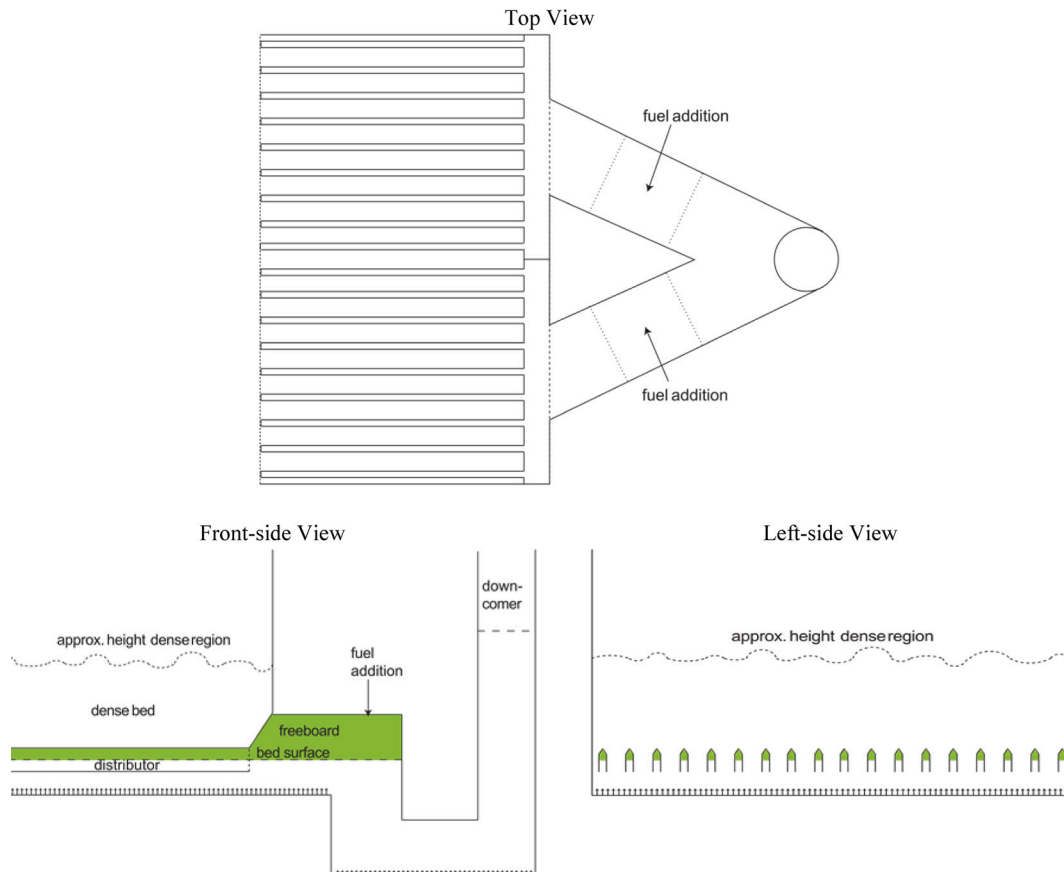 Top View
fuel addition
fuel addition
Front-side View
Left-side View
down-
comer
approx. height dense region
approx. height dense region
fuel
addition
dense bed
freeboard
bed surface
distributor